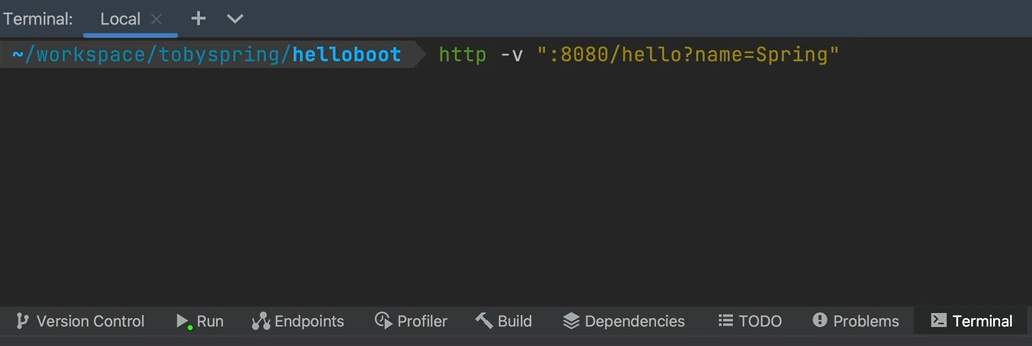 Terminal: Local
~/workspace/tobyspring/helloboot http -v ":8080/hello?name=Spring"
Version Control Run Endpoints Profiler Build Dependencies TODO Problems Terminal